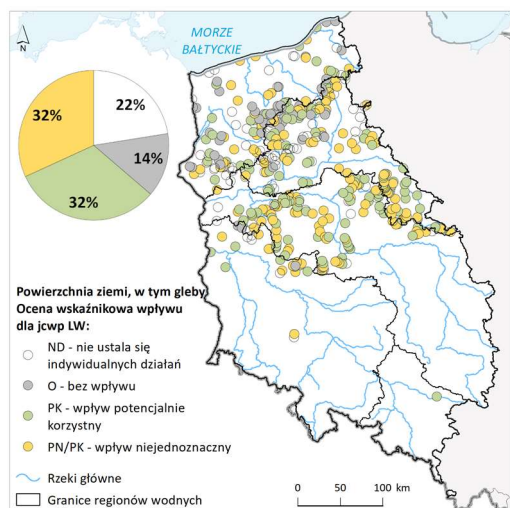 N
MORZE
BAŁTYCKIE
32%
22%
14%
32%
Powierzchnia ziemi, w tym gleby
Ocena wskaźnikowa wpływu
dla jcwp LW:
ND - nie ustala się
indywidualnych działań
O - bez wpływu
PK - wpływ potencjalnie
korzystny
PN/PK - wpływ niejednoznaczny
Rzeki główne
Granice regionów wodnych
0 50 100 km